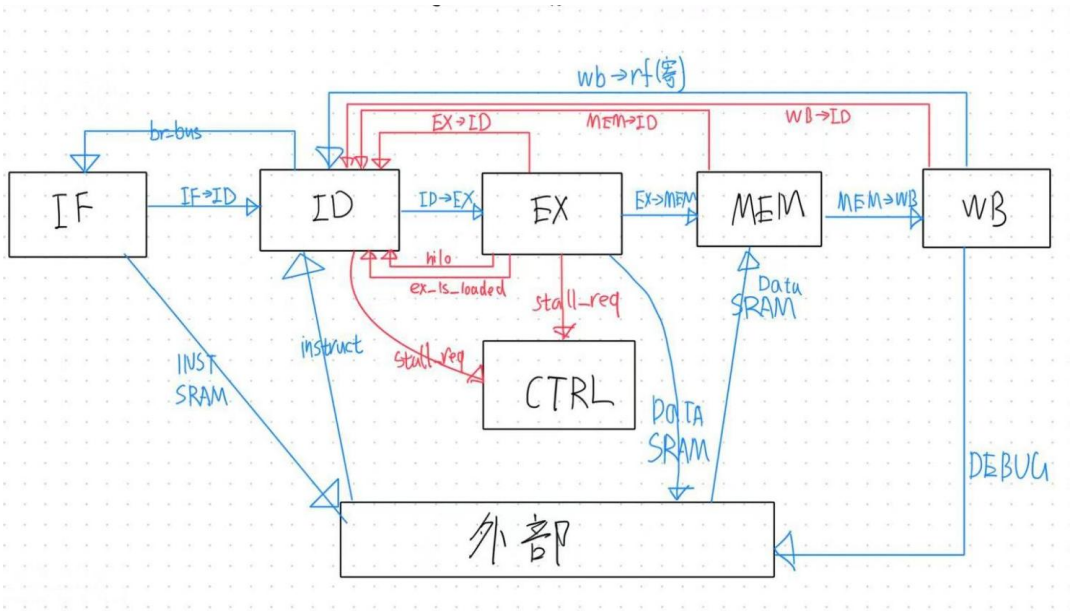 wb→rf(寄)
br-bus
EX→ID
MEM→ID
WB→ID
IF
IF→ID
ID
ID→EX
EX
EX→MEM
MEM
MEM→WB
WB
hilo
ex_is_loaded
stall_req
Data
SRAM
instruct
stall_req
INST
SRAM
CTRL
DATA
SRAM
DEBUG
外部